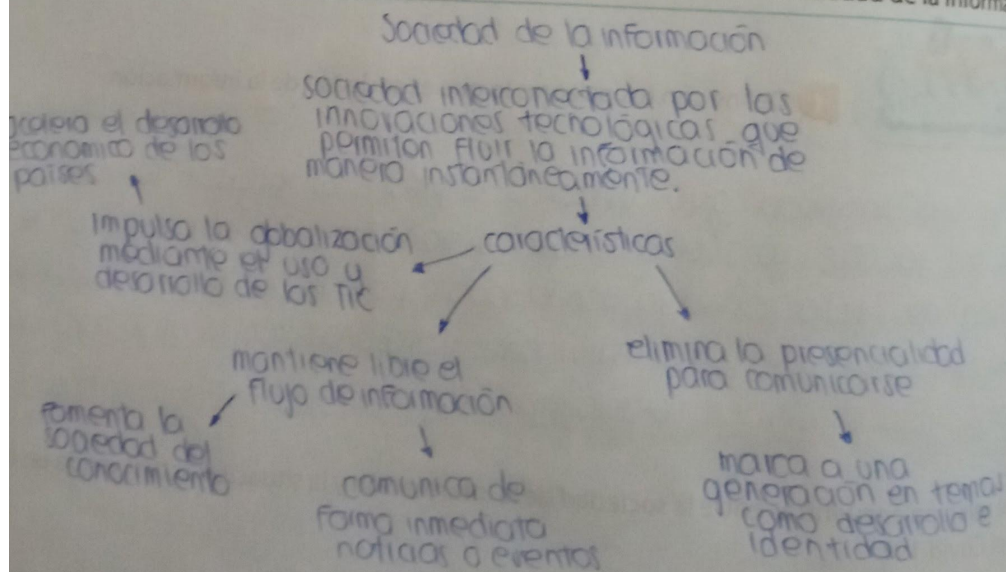 Sociedad de la información
sociedad interconectada por las
innovaciones tecnológicas, que
permiten fluir la información de
manera instantáneamente.
características
impulsa la globalización
mediante el uso y
desarrollo de las TIC
acelera el desarrollo
económico de los
países
mantiene libre el
flujo de información
fomenta la
sociedad del
conocimiento
comunica de
forma inmediata
noticias o eventos
elimina la presencialidad
para comunicarse
marca a una
generación en temas
como desarrollo e
identidad